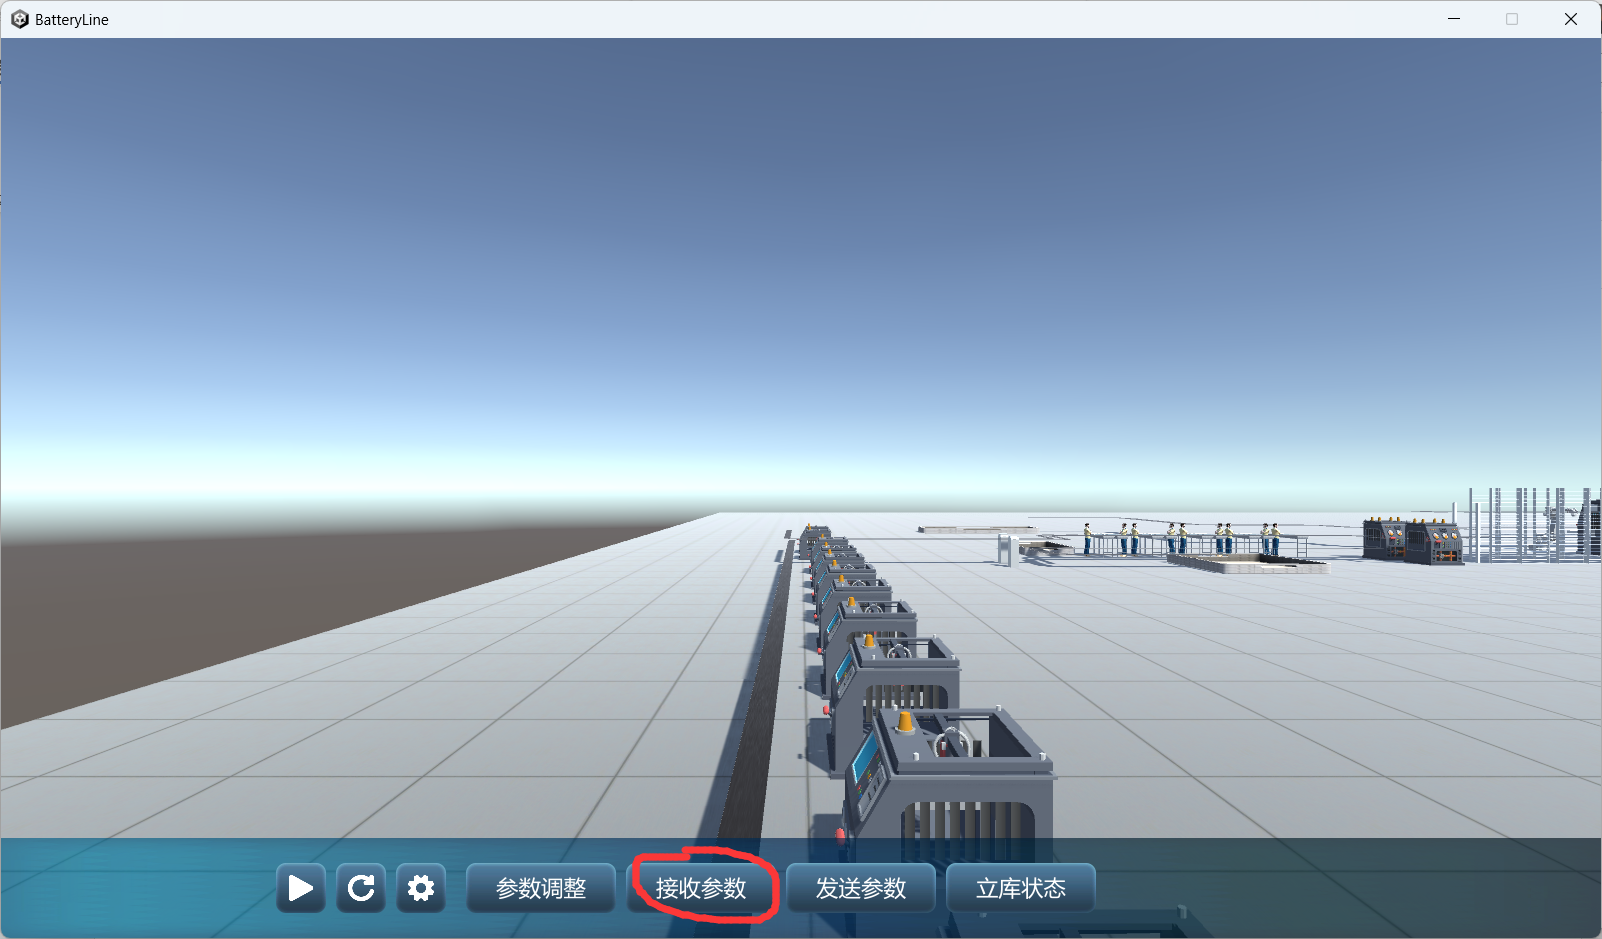 BatteryLine
参数调整
接收参数
发送参数
立库状态